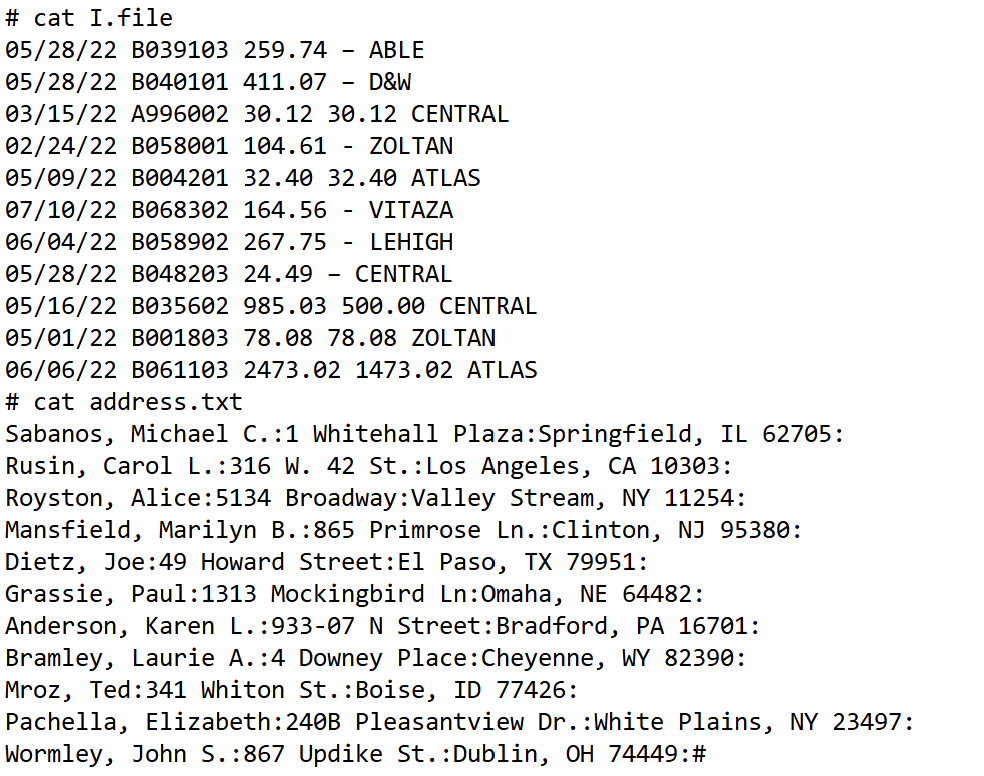 # cat I.file
05/28/22 B039103 259.74 – ABLE
05/28/22 B040101 411.07 – D&W
03/15/22 A996002 30.12 30.12 CENTRAL
02/24/22 B058001 104.61 - ZOLTAN
05/09/22 B004201 32.40 32.40 ATLAS
07/10/22 B068302 164.56 - VITAZA
06/04/22 B058902 267.75 - LEHIGH
05/28/22 B048203 24.49 – CENTRAL
05/16/22 B035602 985.03 500.00 CENTRAL
05/01/22 B001803 78.08 78.08 ZOLTAN
06/06/22 B061103 2473.02 1473.02 ATLAS
# cat address.txt
Sabanos, Michael C.:1 Whitehall Plaza:Springfield, IL 62705:
Rusin, Carol L.:316 W. 42 St.:Los Angeles, CA 10303:
Royston, Alice:5134 Broadway:Valley Stream, NY 11254:
Mansfield, Marilyn B.:865 Primrose Ln.:Clinton, NJ 95380:
Dietz, Joe:49 Howard Street:El Paso, TX 79951:
Grassie, Paul:1313 Mockingbird Ln:Omaha, NE 64482:
Anderson, Karen L.:933-07 N Street:Bradford, PA 16701:
Bramley, Laurie A.:4 Downey Place:Cheyenne, WY 82390:
Mroz, Ted:341 Whiton St.:Boise, ID 77426:
Pachella, Elizabeth:240B Pleasantview Dr.:White Plains, NY 23497:
Wormley, John S.:867 Updike St.:Dublin, OH 74449:#